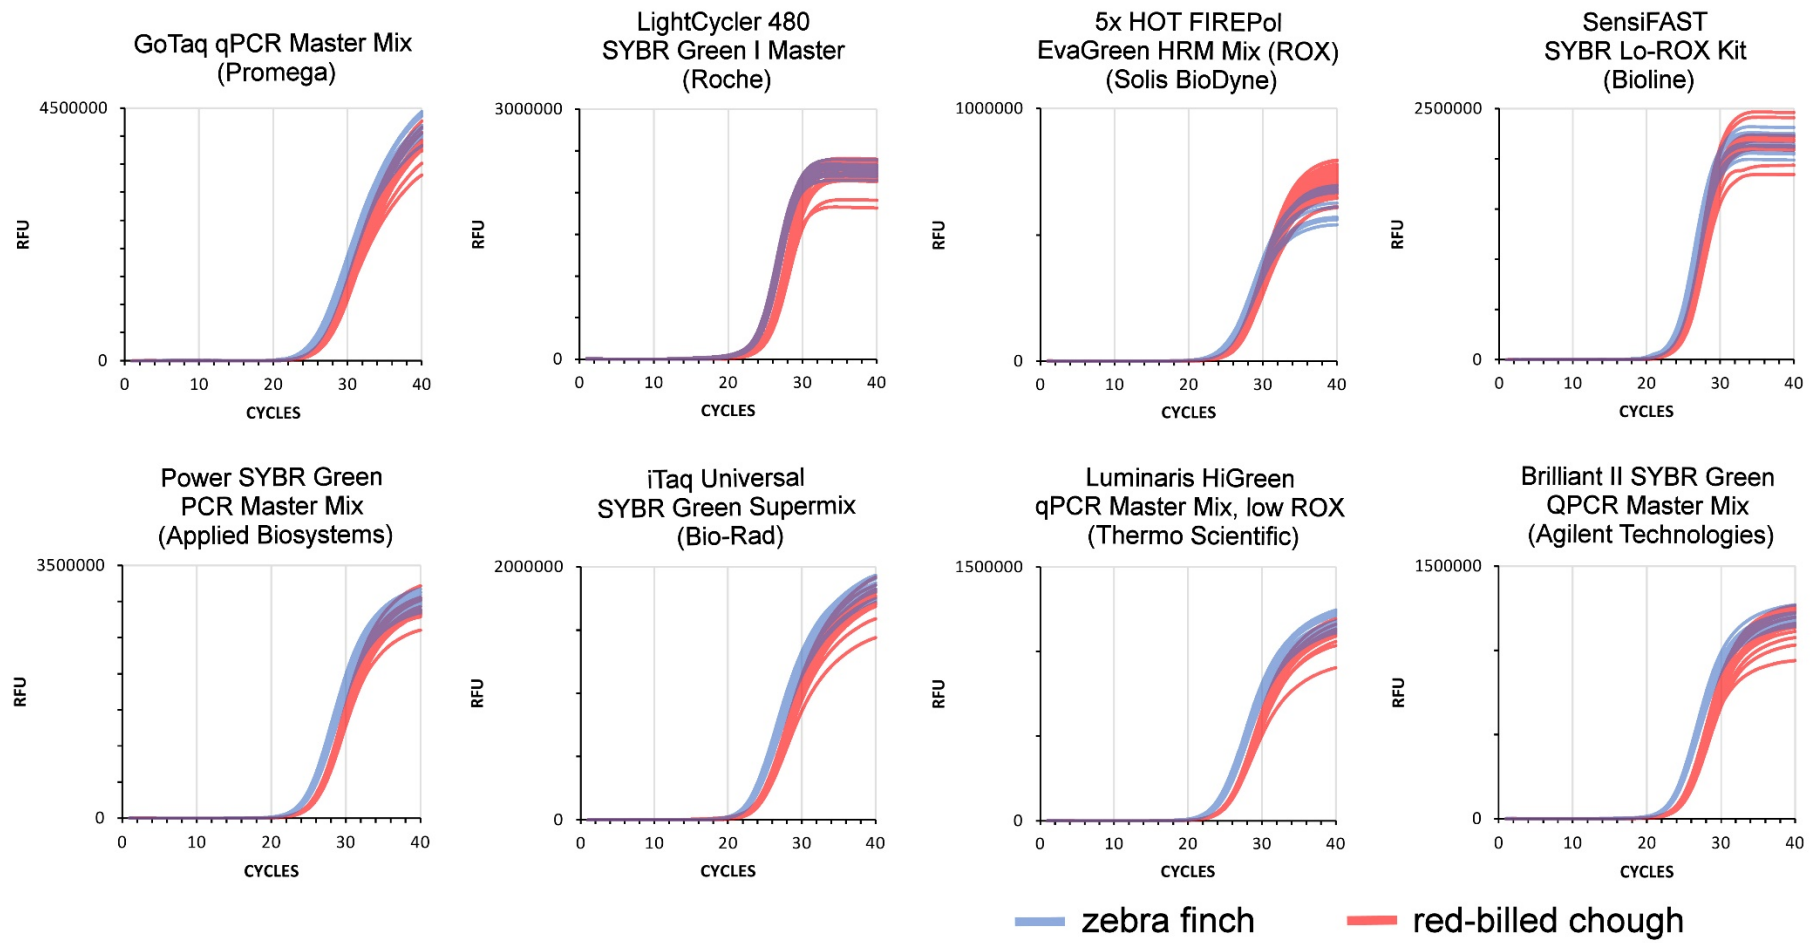 GoTaq qPCR Master Mix
(Promega)
4500000
RFU
0
0 10 20 30 40
CYCLES
LightCycler 480
SYBR Green I Master
(Roche)
3000000
RFU
0
0 10 20 30 40
CYCLES
5x HOT FIREPol
EvaGreen HRM Mix (ROX)
(Solis BioDyne)
1000000
RFU
0
0 10 20 30 40
CYCLES
SensiFAST
SYBR Lo-ROX Kit
(Bioline)
2500000
RFU
0
0 10 20 30 40
CYCLES
Power SYBR Green
PCR Master Mix
(Applied Biosystems)
3500000
RFU
0
0 10 20 30 40
CYCLES
iTaq Universal
SYBR Green Supermix
(Bio-Rad)
2000000
RFU
0
0 10 20 30 40
CYCLES
Luminaris HiGreen
qPCR Master Mix, low ROX
(Thermo Scientific)
1500000
RFU
0
0 10 20 30 40
CYCLES
Brilliant II SYBR Green
QPCR Master Mix
(Agilent Technologies)
1500000
RFU
0
0 10 20 30 40
CYCLES
zebra finch
red-billed chough